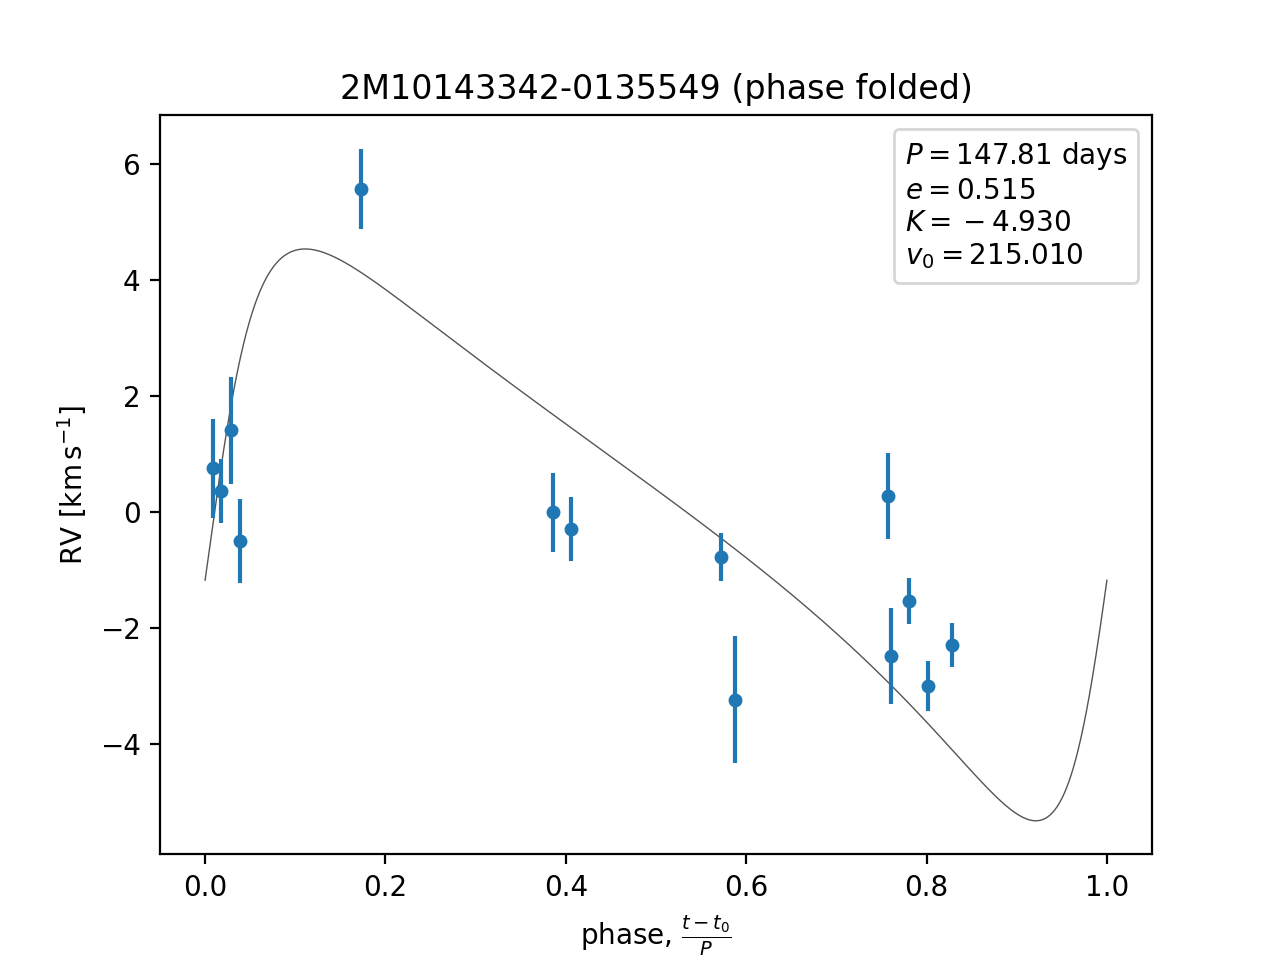 2M10143342-0135549 (phase folded)
P = 147.81 days
e = 0.515
K = −4.930
v₀ = 215.010
6
4
2
0
−2
−4
RV [km s⁻¹]
0.0 0.2 0.4 0.6 0.8 1.0
phase, (t − t₀)/P